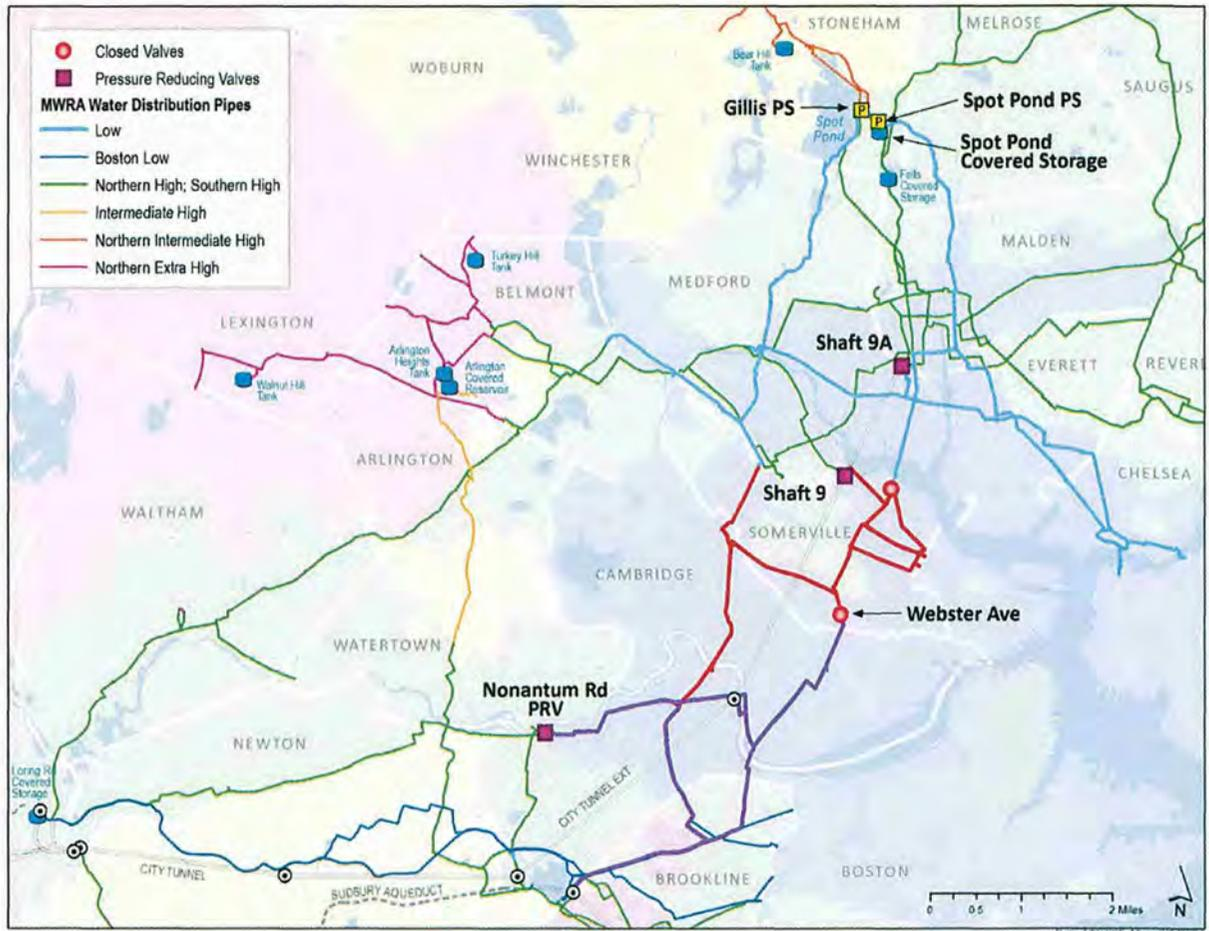 Closed Valves
Pressure Reducing Valves
MWRA Water Distribution Pipes
Low
Boston Low
Northern High; Southern High
Intermediate High
Northern Intermediate High
Northern Extra High
WOBURN
STONEHAM
MELROSE
SAUGUS
Bear Hill
Tank
Gillis PS
P
P
Spot
Pond
Spot Pond PS
Spot Pond
Covered Storage
WINCHESTER
Fells
Covered
Storage
MALDEN
Turkey Hill
Tank
BELMONT
MEDFORD
LEXINGTON
Arlington
Heights
Tank
Arlington
Covered
Reservoir
Walnut Hill
Tank
Shaft 9A
EVERETT
REVERE
ARLINGTON
CHELSEA
Shaft 9
WALTHAM
SOMERVILLE
CAMBRIDGE
Webster Ave
WATERTOWN
Nonantum Rd
PRV
NEWTON
Loring R
Covered
Storage
CITY TUNNEL EXT
CITY TUNNEL
SUDBURY AQUEDUCT
BROOKLINE
BOSTON
0 0.5 1 2 Miles
N